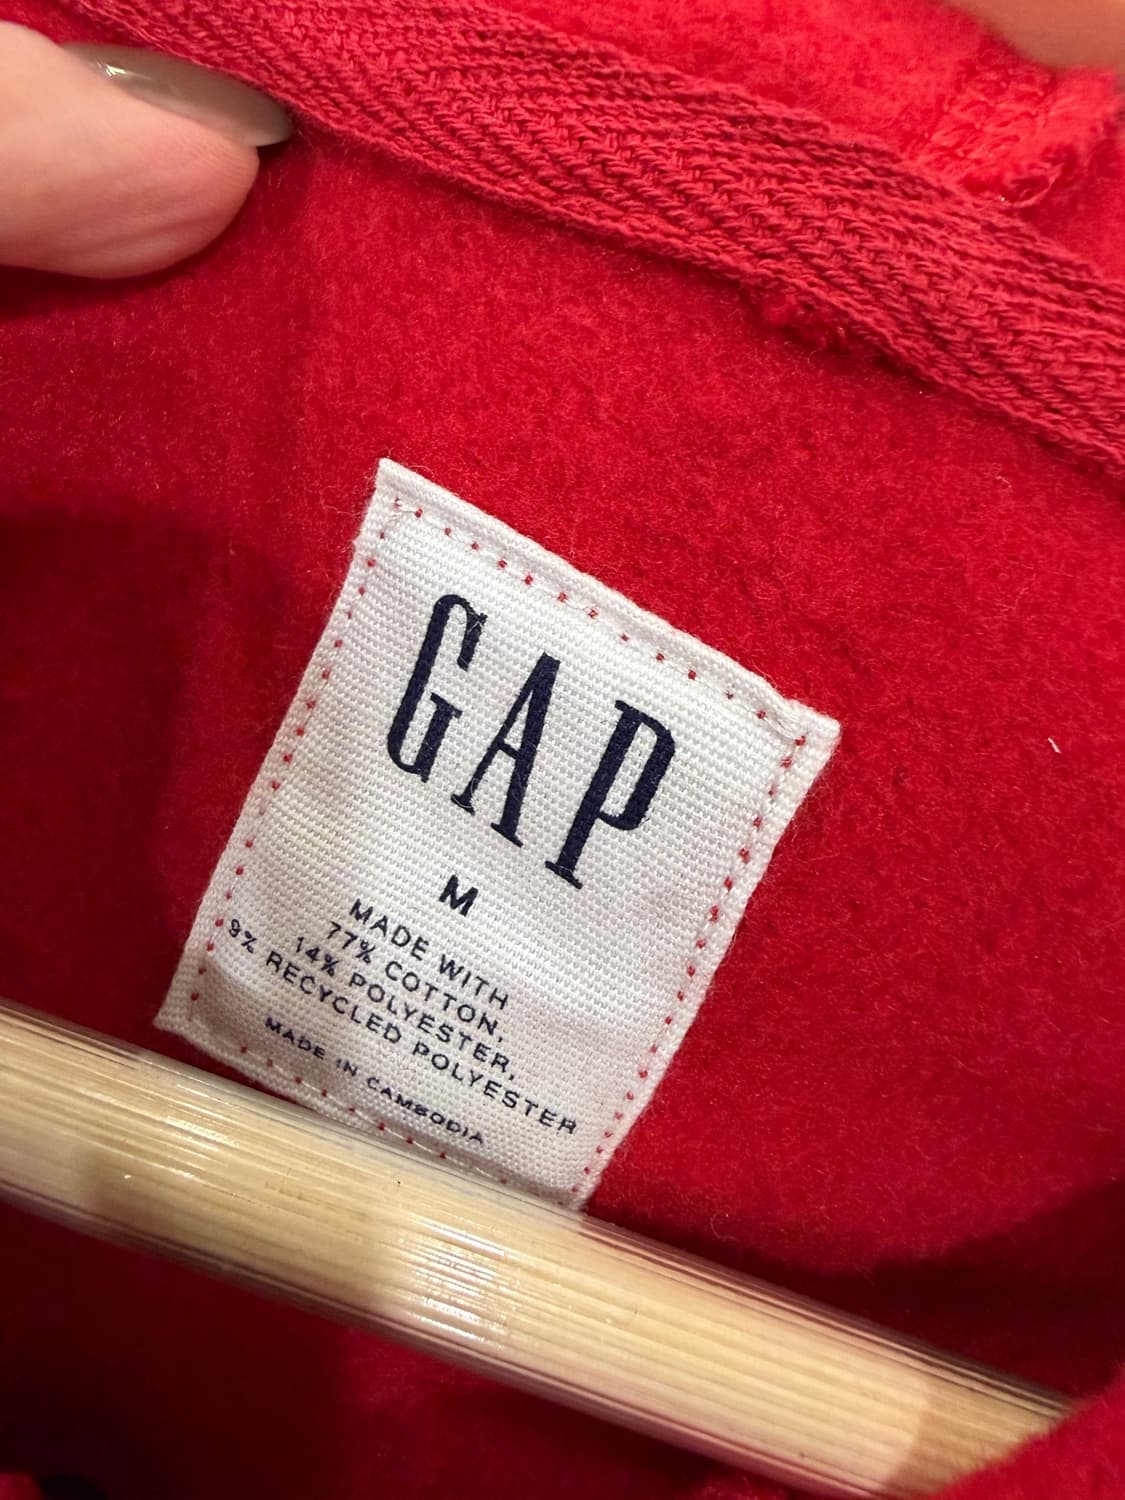 GAP
M
MADE WITH
77% COTTON,
14% POLYESTER,
9% RECYCLED POLYESTER
MADE IN CAMBODIA